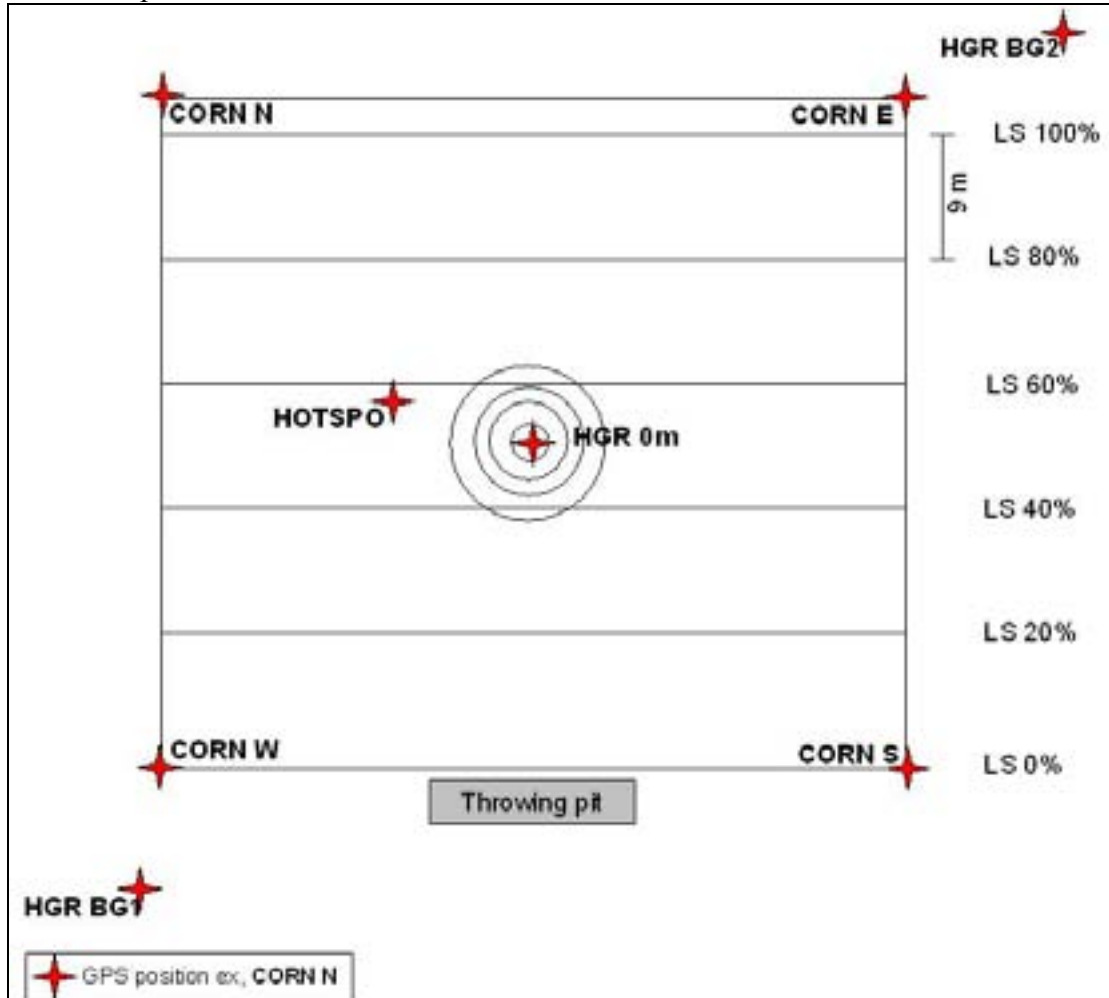 HGR BG2
CORN N
CORN E
LS 100%
9 m
LS 80%
LS 60%
HOTSPO
HGR 0m
LS 40%
LS 20%
CORN W
CORN S
LS 0%
Throwing pit
HGR BG1
GPS position ex, CORN N